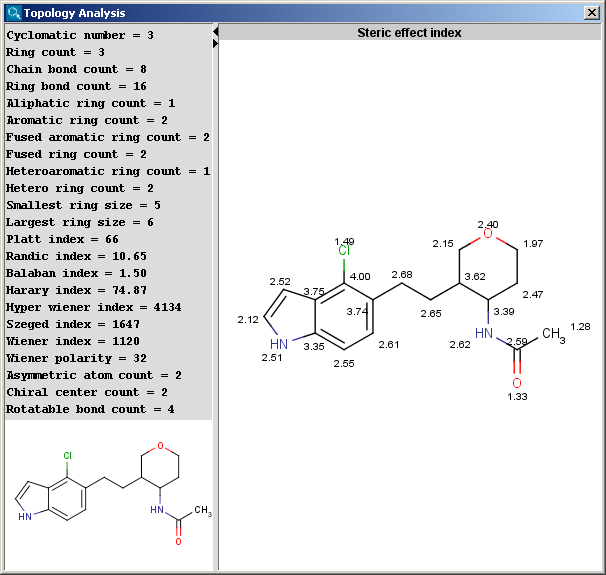 Topology Analysis
Cyclomatic number = 3
Ring count = 3
Chain bond count = 8
Ring bond count = 16
Aliphatic ring count = 1
Aromatic ring count = 2
Fused aromatic ring count = 2
Fused ring count = 2
Heteroaromatic ring count = 1
Hetero ring count = 2
Smallest ring size = 5
Largest ring size = 6
Platt index = 66
Randic index = 10.65
Balaban index = 1.50
Harary index = 74.87
Hyper wiener index = 4134
Szeged index = 1647
Wiener index = 1120
Wiener polarity = 32
Asymmetric atom count = 2
Chiral center count = 2
Rotatable bond count = 4
Cl
O
HN
NH
CH3
O
Steric effect index
2.40
O
1.49
Cl
2.15
1.97
4.00
2.68
3.62
2.52
3.75
2.47
3.74
2.65
3.39
2.12
NH
CH3
1.28
NH
2.51
3.35
2.61
2.62
2.59
2.55
O
1.33